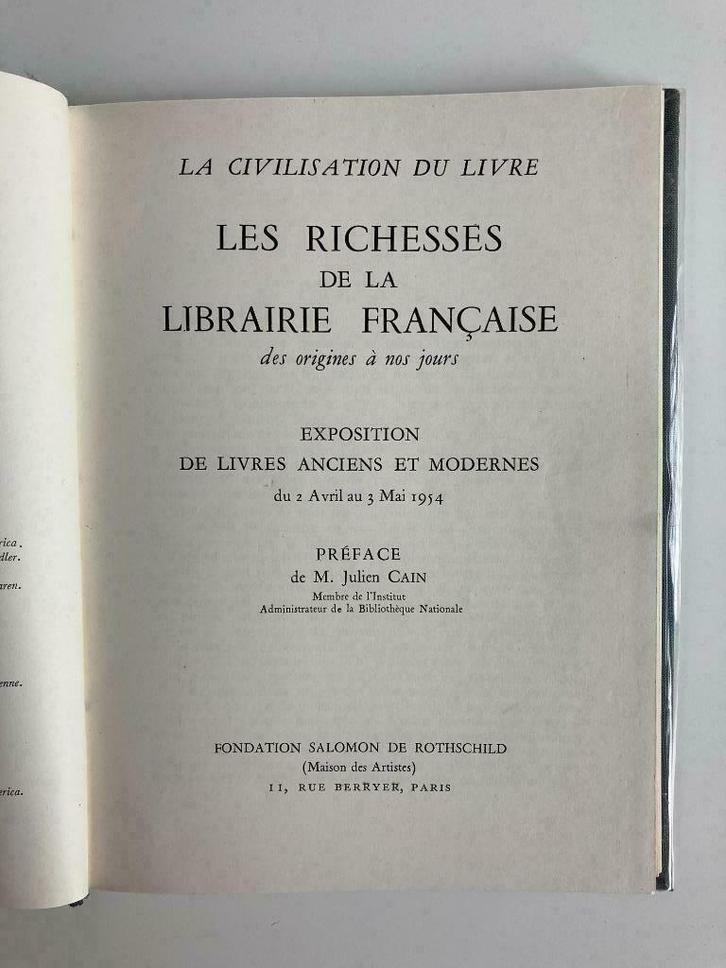 LA CIVILISATION DU LIVRE
LES RICHESSES
DE LA
LIBRAIRIE FRANÇAISE
des origines à nos jours
EXPOSITION
DE LIVRES ANCIENS ET MODERNES
du 2 Avril au 3 Mai 1954
PRÉFACE
de M. Julien CAIN
Membre de l'Institut
Administrateur de la Bibliothèque Nationale
FONDATION SALOMON DE ROTHSCHILD
(Maison des Artistes)
11, RUE BERRYER, PARIS